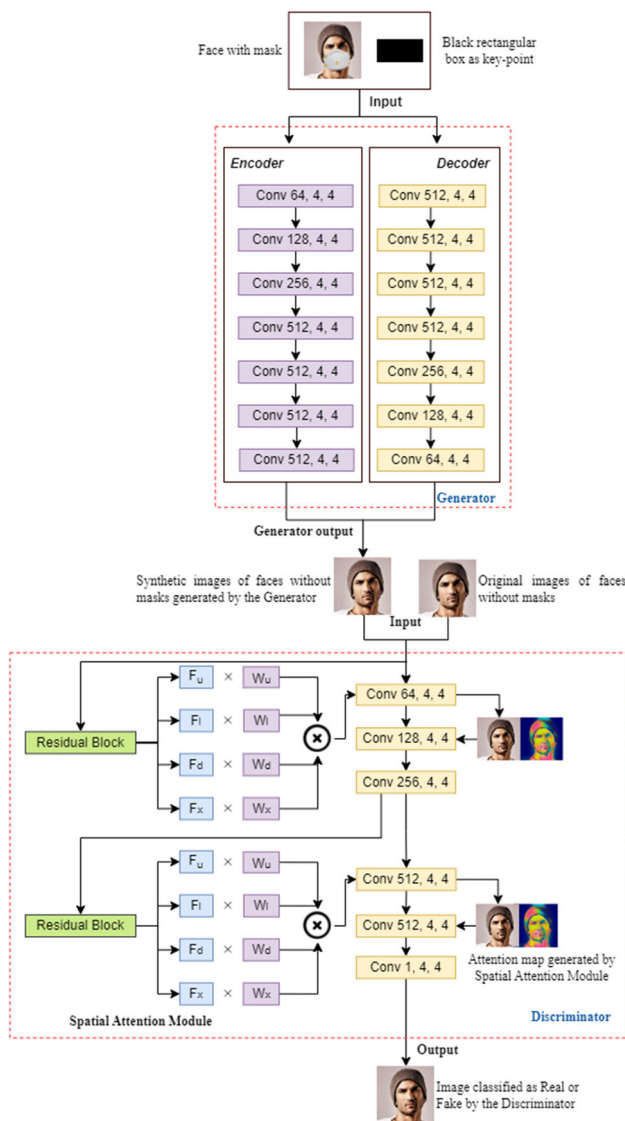 Face with mask
Black rectangular
box as key-point
Input
Encoder
Decoder
Conv 64, 4, 4
Conv 128, 4, 4
Conv 256, 4, 4
Conv 512, 4, 4
Conv 512, 4, 4
Conv 512, 4, 4
Conv 512, 4, 4
Conv 512, 4, 4
Conv 512, 4, 4
Conv 512, 4, 4
Conv 512, 4, 4
Conv 256, 4, 4
Conv 128, 4, 4
Conv 64, 4, 4
Generator
Generator output
Synthetic images of faces without
masks generated by the Generator
Original images of faces
without masks
Input
Residual Block
Fu × Wu
Fl × Wl
Fd × Wd
Fx × Wx
×
Conv 64, 4, 4
Conv 128, 4, 4
Conv 256, 4, 4
Residual Block
Fu × Wu
Fl × Wl
Fd × Wd
Fx × Wx
×
Conv 512, 4, 4
Conv 512, 4, 4
Conv 1, 4, 4
Attention map generated by
Spatial Attention Module
Spatial Attention Module
Discriminator
Output
Image classified as Real or
Fake by the Discriminator